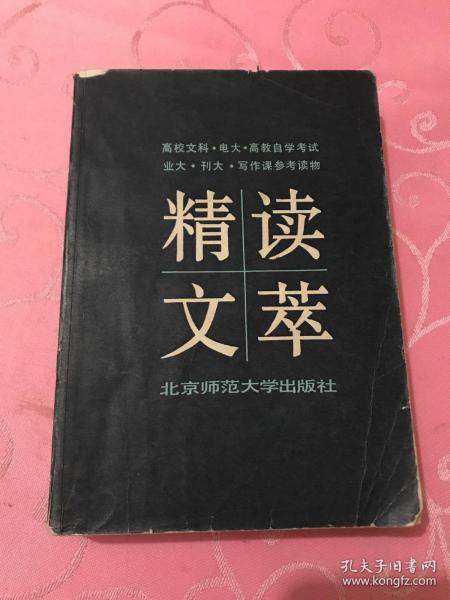 高校文科·电大·高教自学考试
业大·刊大·写作课参考读物
精读
文萃
北京师范大学出版社
孔夫子旧书网
www.kongfz.com